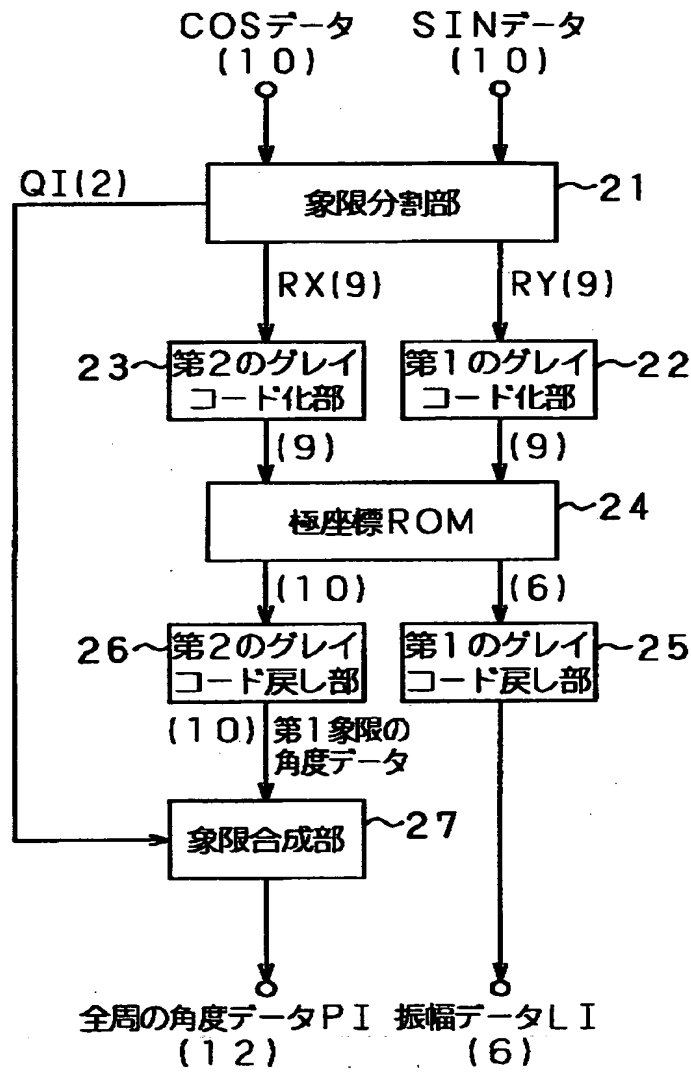 COSデータ
(10)
SINデータ
(10)
QI(2)
象限分割部
21
RX(9)
RY(9)
23
第2のグレイ
コード化部
第1のグレイ
コード化部
22
(9)
(9)
極座標ROM
24
(10)
(6)
26
第2のグレイ
コード戻し部
第1のグレイ
コード戻し部
25
(10)
第1象限の
角度データ
象限合成部
27
全周の角度データPI
(12)
振幅データLI
(6)